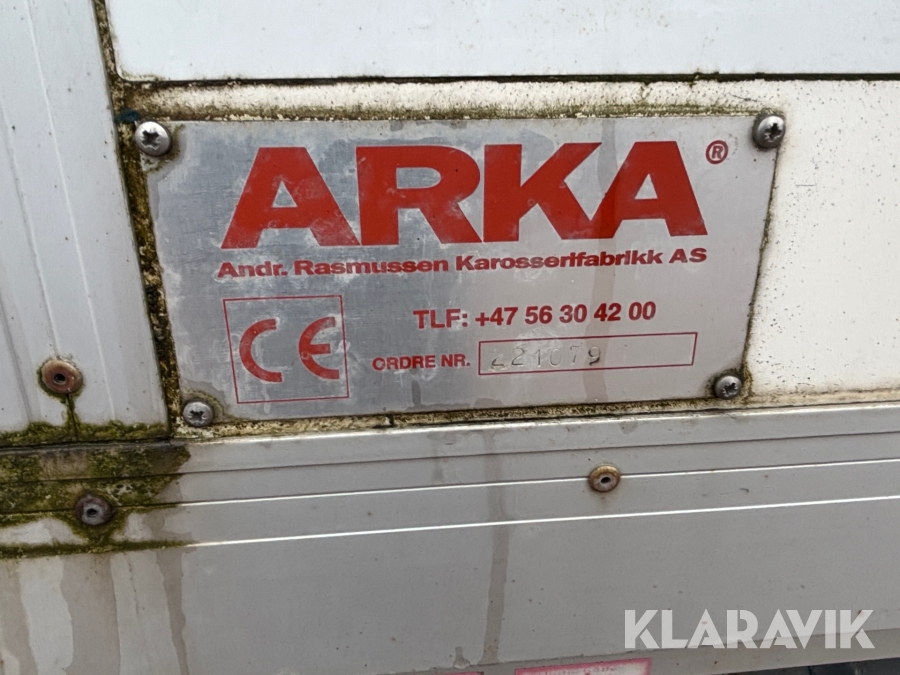 ARKA®
Andr. Rasmussen Karosserifabrikk AS
CE
TLF: +47 56 30 42 00
ORDRE NR. 221079
KLARAVIK